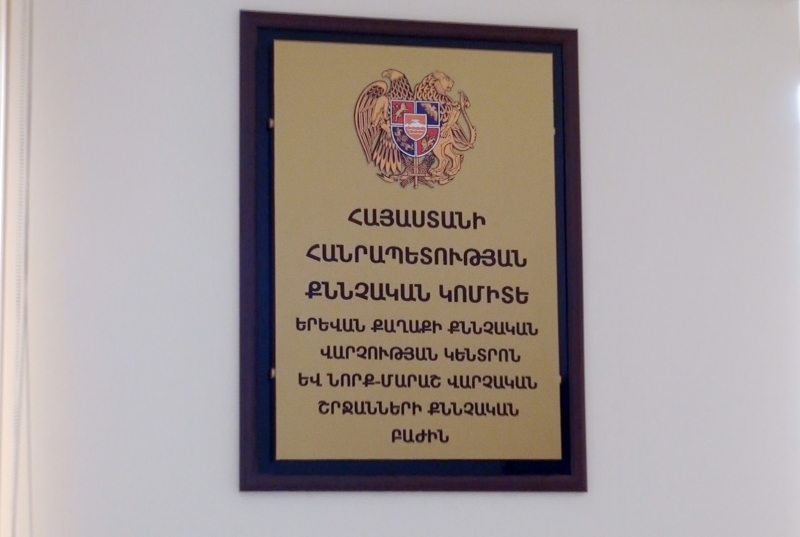 ՀԱՅԱՍՏԱՆԻ
ՀԱՆՐԱՊԵՏՈՒԹՅԱՆ
ՔՆՆՉԱԿԱՆ ԿՈՄԻՏԵ
ԵՐԵՎԱՆ ՔԱՂԱՔԻ ՔՆՆՉԱԿԱՆ
ՎԱՐՉՈՒԹՅԱՆ ԿԵՆՏՐՈՆ
ԵՎ ՆՈՐՔ-ՄԱՐԱՇ ՎԱՐՉԱԿԱՆ
ՇՐՋԱՆՆԵՐԻ ՔՆՆՉԱԿԱՆ
ԲԱԺԻՆ